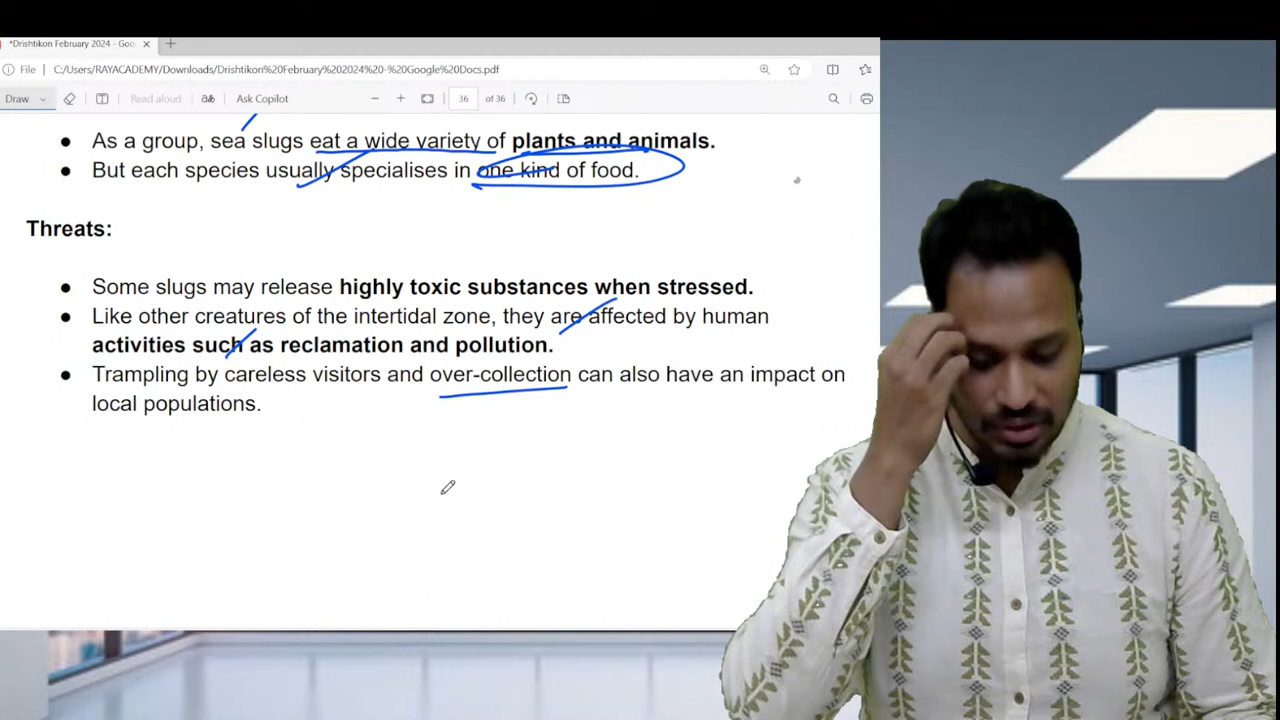 *Drishtikon February 2024 - Goo
File C:/Users/RAYACADEMY/Downloads/Drishtikon%20February%202024%20-%20Google%20Docs.pdf
Draw Read aloud Ask Copilot 36 of 36
● As a group, sea slugs eat a wide variety of plants and animals.
● But each species usually specialises in one kind of food.
Threats:
● Some slugs may release highly toxic substances when stressed.
● Like other creatures of the intertidal zone, they are affected by human
activities such as reclamation and pollution.
● Trampling by careless visitors and over-collection can also have an impact on
local populations.